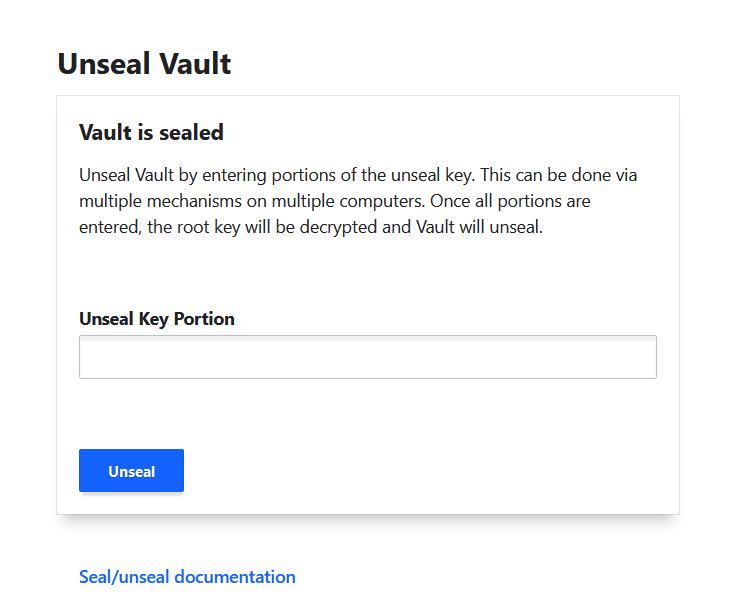 Unseal Vault
Vault is sealed
Unseal Vault by entering portions of the unseal key. This can be done via
multiple mechanisms on multiple computers. Once all portions are
entered, the root key will be decrypted and Vault will unseal.
Unseal Key Portion
Unseal
Seal/unseal documentation